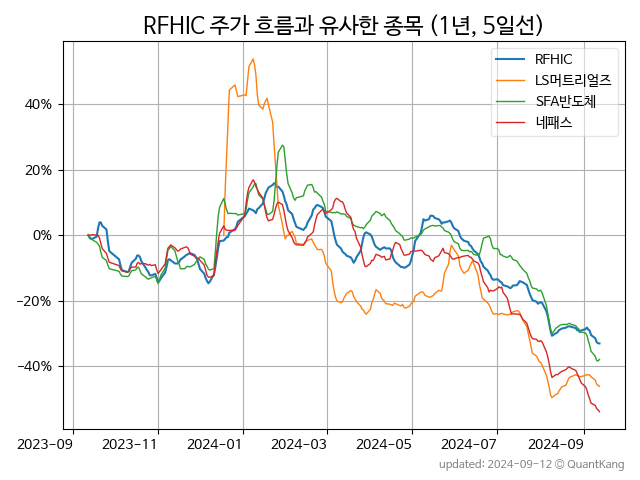 RFHIC 주가 흐름과 유사한 종목 (1년, 5일선)
RFHIC
LS머트리얼즈
SFA반도체
네패스
40%
20%
0%
−20%
−40%
2023-09 2023-11 2024-01 2024-03 2024-05 2024-07 2024-09
updated: 2024-09-12 © QuantKang